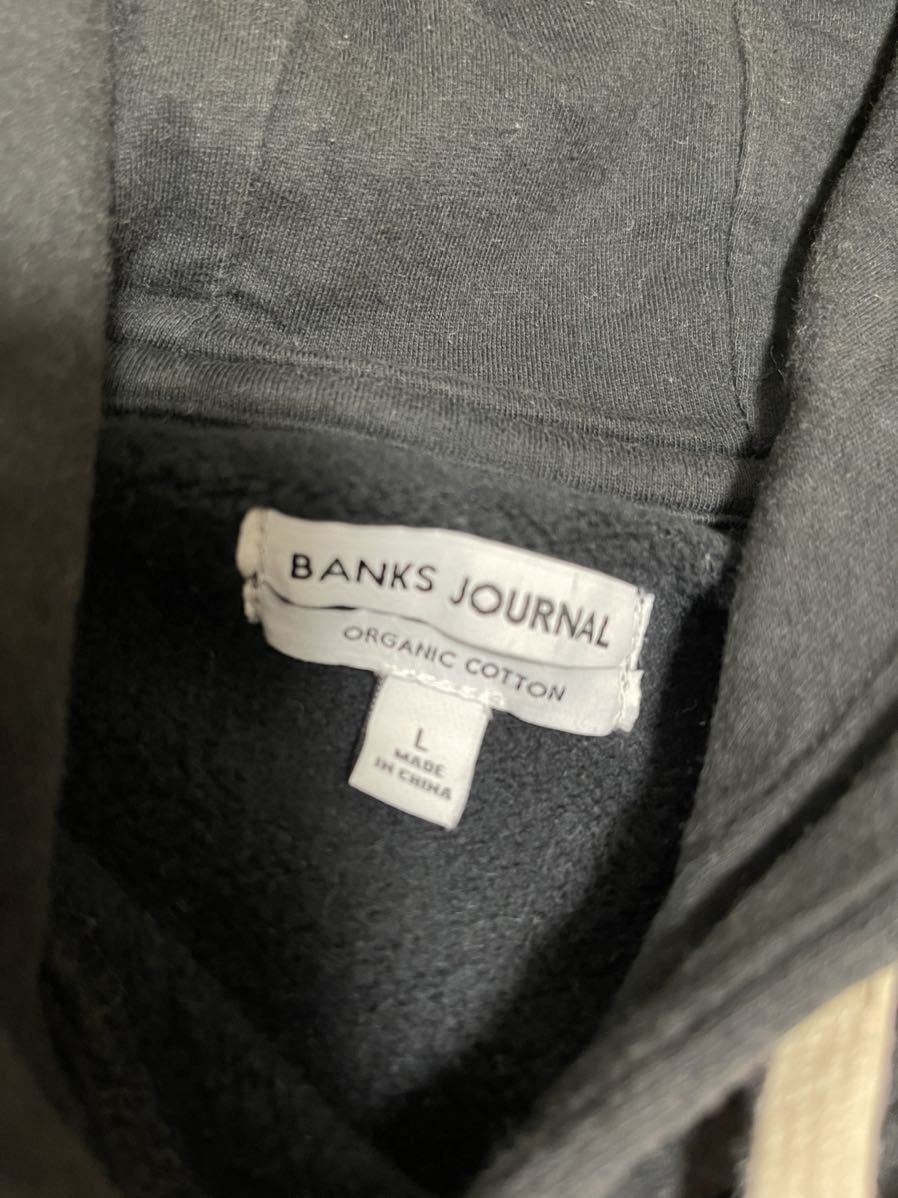 BANKS JOURNAL
ORGANIC COTTON
L
MADE
IN CHINA